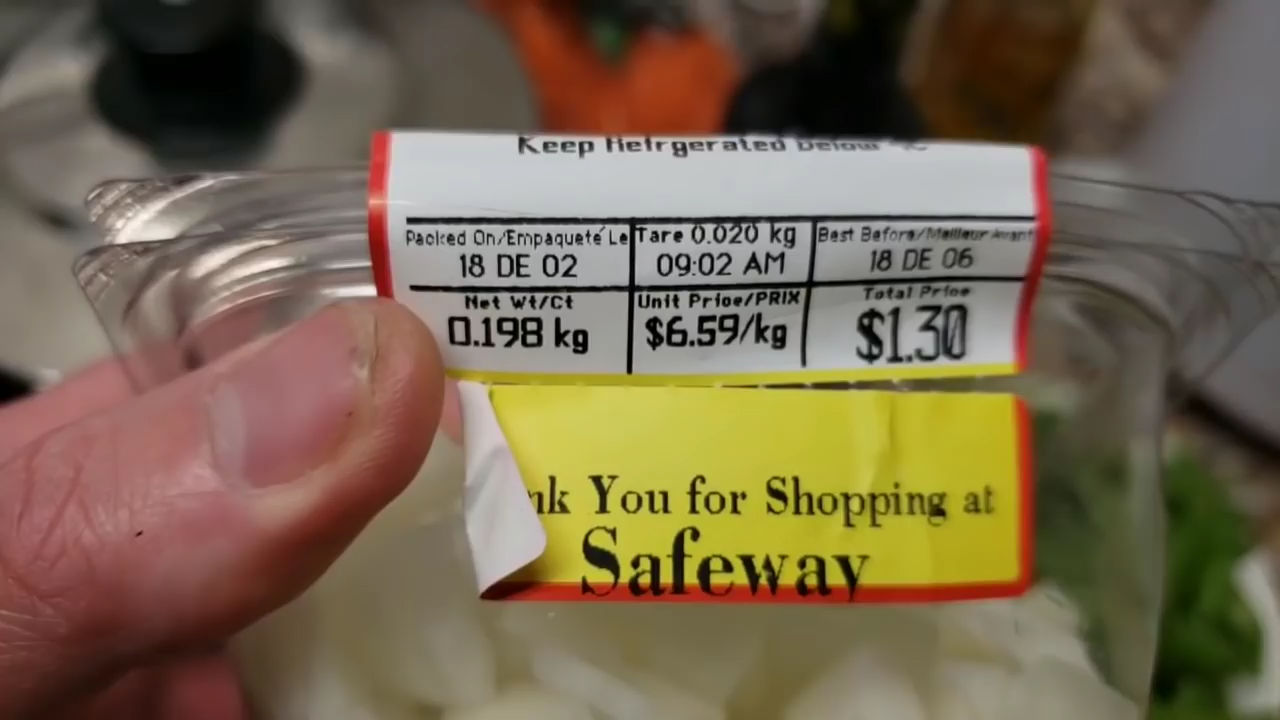 Keep Refrgerated Below °C
Packed On/Empaqueté Le Tare 0.020 kg Best Before/Meilleur Avant
18 DE 02 09:02 AM 18 DE 06
Net Wt/Ct Unit Price/PRIX Total Price
0.198 kg $6.59/kg $1.30
nk You for Shopping at
Safeway